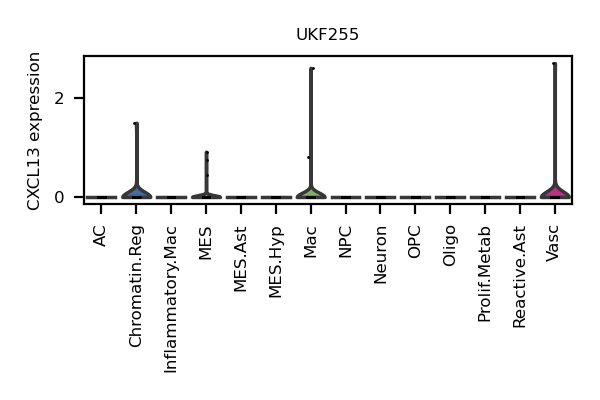 UKF255
CXCL13 expression
2
0
AC
Chromatin.Reg
Inflammatory.Mac
MES
MES.Ast
MES.Hyp
Mac
NPC
Neuron
OPC
Oligo
Prolif.Metab
Reactive.Ast
Vasc